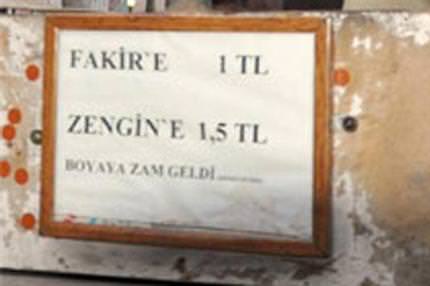 FAKİR`E 1 TL
ZENGİN`E 1,5 TL
BOYAYA ZAM GELDİ